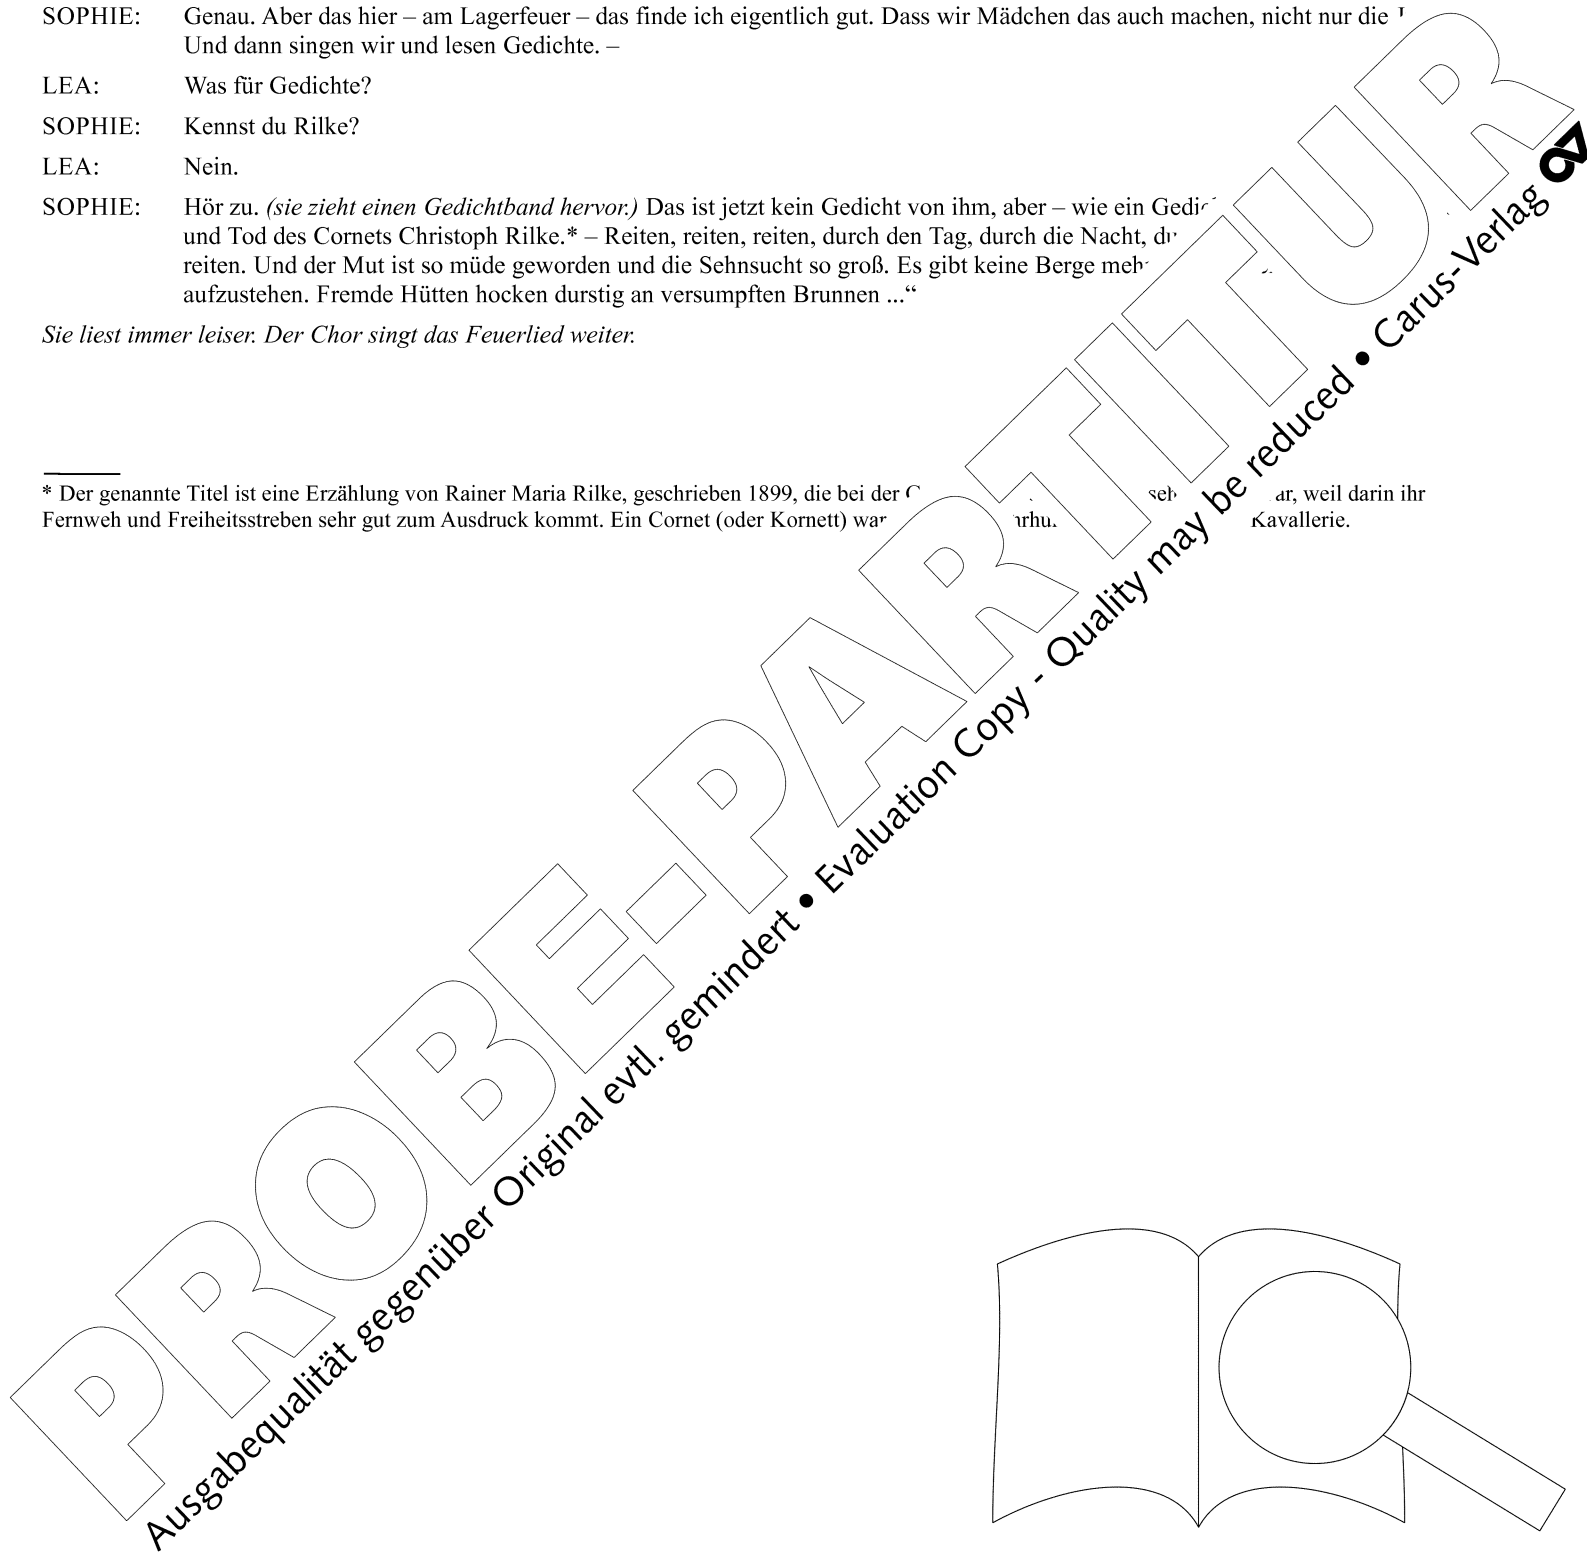 SOPHIE: Genau. Aber das hier – am Lagerfeuer – das finde ich eigentlich gut. Dass wir Mädchen das auch machen, nicht nur die
Und dann singen wir und lesen Gedichte. –
LEA: Was für Gedichte?
SOPHIE: Kennst du Rilke?
LEA: Nein.
SOPHIE: Hör zu. (sie zieht einen Gedichtband hervor.) Das ist jetzt kein Gedicht von ihm, aber – wie ein
und Tod des Cornets Christoph Rilke.* – Reiten, reiten, reiten, durch den Tag, durch die Nacht,
reiten. Und der Mut ist so müde geworden und die Sehnsucht so groß. Es gibt keine Berge
aufzustehen. Fremde Hütten hocken durstig an versumpften Brunnen ...“
Sie liest immer leiser. Der Chor singt das Feuerlied weiter.
* Der genannte Titel ist eine Erzählung von Rainer Maria Rilke, geschrieben 1899, die bei der weil darin ihr
Fernweh und Freiheitsstreben sehr gut zum Ausdruck kommt. Ein Cornet (oder Kornett) Kavallerie.
PROBE-PARTITUR
Ausgabequalität gegenüber Original evtl. gemindert • Evaluation Copy - Quality may be reduced • Carus-Verlag